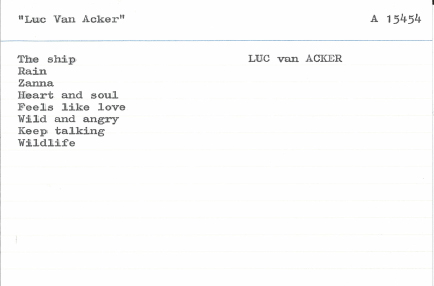 "Luc Van Acker" A 15454
The ship LUC van ACKER
Rain
Zanna
Heart and soul
Feels like love
Wild and angry
Keep talking
Wildlife